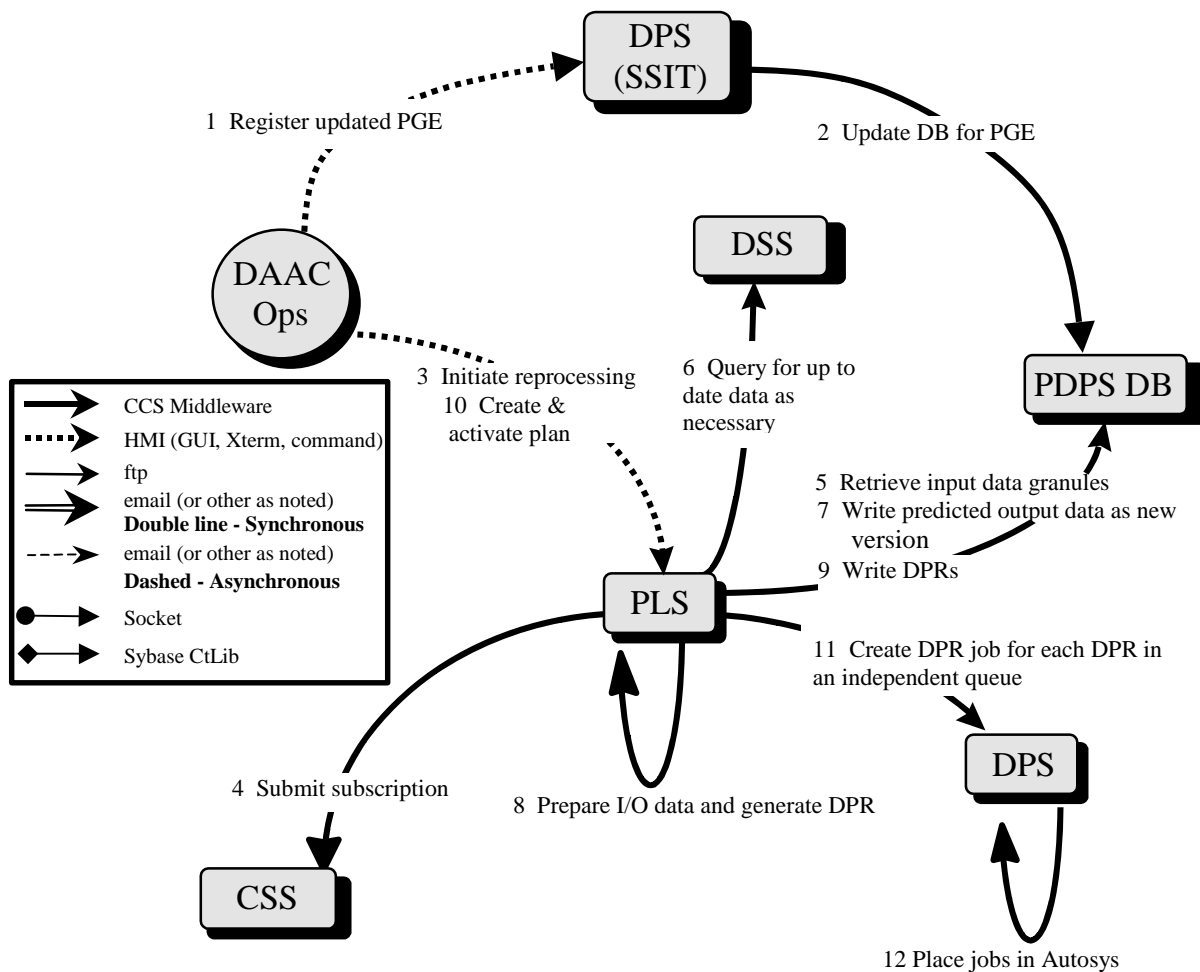 DPS
(SSIT)
1 Register updated PGE
2 Update DB for PGE
DSS
DAAC
Ops
3 Initiate reprocessing
10 Create &
activate plan
6 Query for up to
date data as
necessary
PDPS DB
CCS Middleware
HMI (GUI, Xterm, command)
ftp
email (or other as noted)
Double line - Synchronous
email (or other as noted)
Dashed - Asynchronous
Socket
Sybase CtLib
5 Retrieve input data granules
7 Write predicted output data as new
version
9 Write DPRs
PLS
11 Create DPR job for each DPR in
an independent queue
DPS
4 Submit subscription
8 Prepare I/O data and generate DPR
CSS
12 Place jobs in Autosys